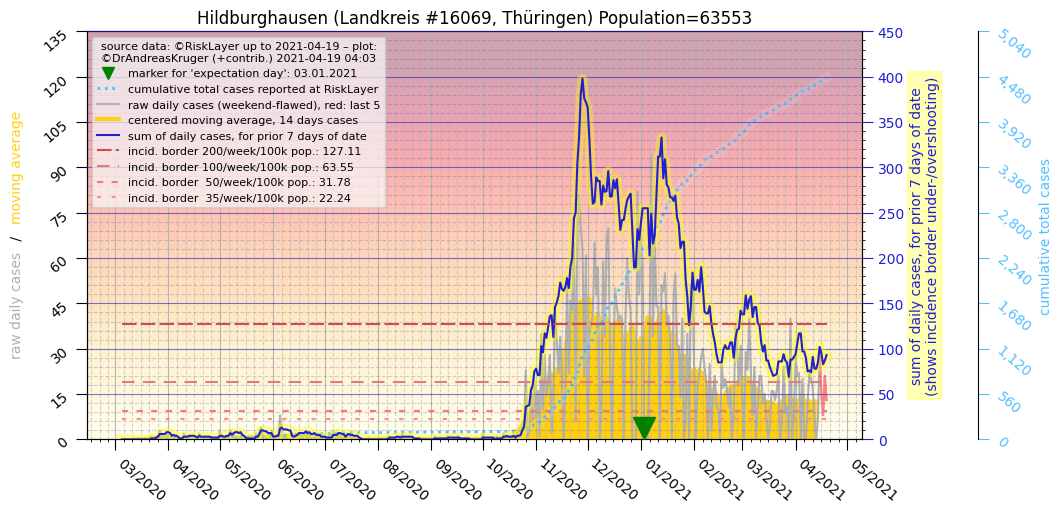 Hildburghausen (Landkreis #16069, Thüringen) Population=63553
source data: ©RiskLayer up to 2021-04-19 – plot:
©DrAndreasKruger (+contrib.) 2021-04-19 04:03
marker for 'expectation day': 03.01.2021
cumulative total cases reported at RiskLayer
raw daily cases (weekend-flawed), red: last 5
centered moving average, 14 days cases
sum of daily cases, for prior 7 days of date
incid. border 200/week/100k pop.: 127.11
incid. border 100/week/100k pop.: 63.55
incid. border  50/week/100k pop.: 31.78
incid. border  35/week/100k pop.: 22.24
raw daily cases  /  moving average
135
120
105
90
75
60
45
30
15
0
03/2020
04/2020
05/2020
06/2020
07/2020
08/2020
09/2020
10/2020
11/2020
12/2020
01/2021
02/2021
03/2021
04/2021
05/2021
450
400
350
300
250
200
150
100
50
0
sum of daily cases, for prior 7 days of date
(shows incidence border under-/overshooting)
5,040
4,480
3,920
3,360
2,800
2,240
1,680
1,120
560
0
cumulative total cases